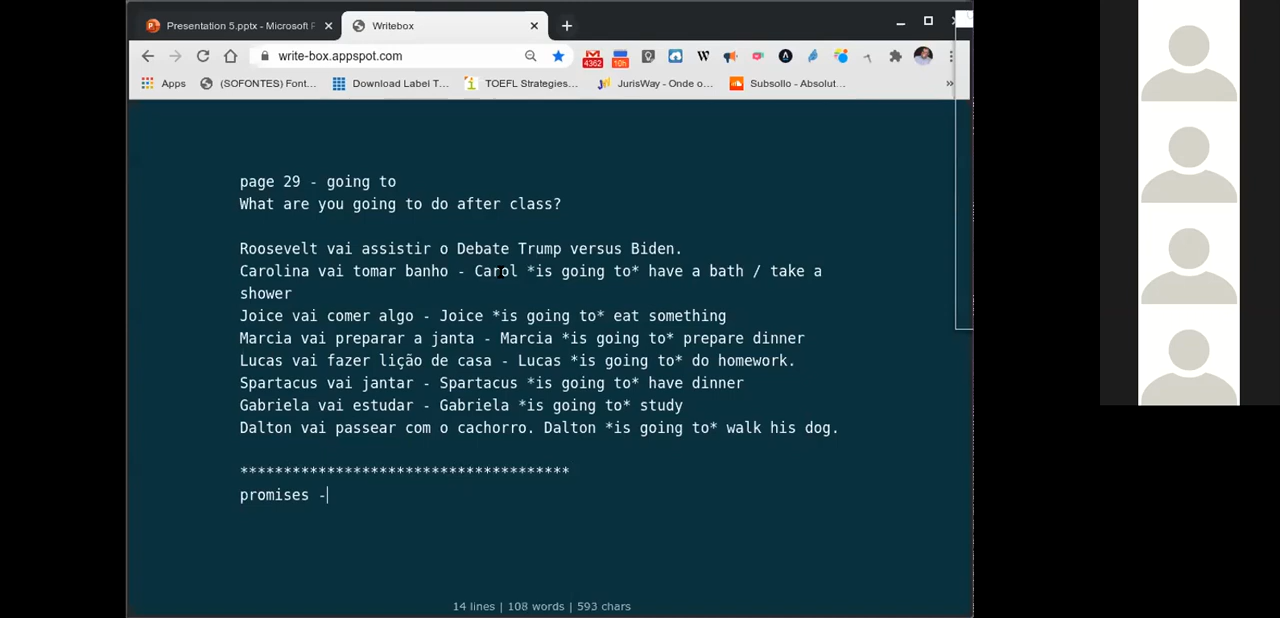 Presentation 5.pptx - Microsoft P
Writebox
write-box.appspot.com
4362
10h
W
Apps
(SOFONTES) Font...
Download Label T...
TOEFL Strategies...
JurisWay - Onde o...
Subsollo - Absolut...
page 29 - going to
What are you going to do after class?
Roosevelt vai assistir o Debate Trump versus Biden.
Carolina vai tomar banho - Carol *is going to* have a bath / take a
shower
Joice vai comer algo - Joice *is going to* eat something
Marcia vai preparar a janta - Marcia *is going to* prepare dinner
Lucas vai fazer lição de casa - Lucas *is going to* do homework.
Spartacus vai jantar - Spartacus *is going to* have dinner
Gabriela vai estudar - Gabriela *is going to* study
Dalton vai passear com o cachorro. Dalton *is going to* walk his dog.
**************************************
promises -
14 lines | 108 words | 593 chars